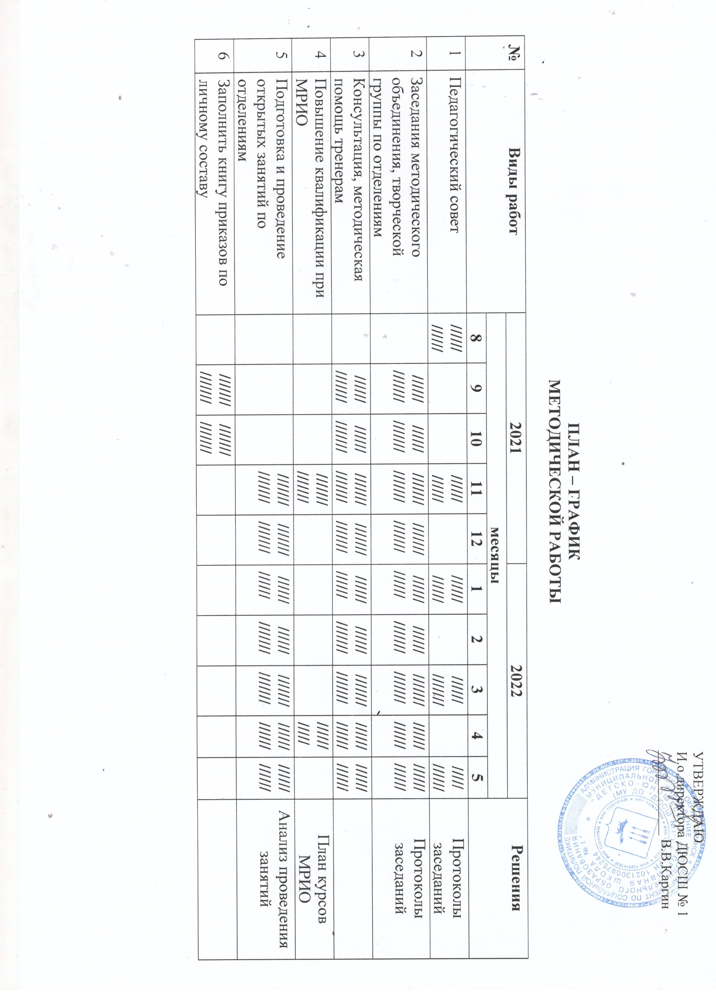 УТВЕРЖДАЮ
И.о.директора ДЮСШ № 1
В.В.Каргин
ПЛАН – ГРАФИК
МЕТОДИЧЕСКОЙ РАБОТЫ
№ Виды работ 2021 2022 Решения
месяцы
8 9 10 11 12 1 2 3 4 5
1 Педагогический совет ////// ////// ////// ////// ///// Протоколы
////// ////// ////// /////// ////// заседаний
2 Заседания методического ////// ////// /////// /////// ////// ////// /////// ////// ////// Протоколы
объединения, творческой /////// /////// /////// /////// ////// /////// /////// ////// ////// заседаний
группы по отделениям
3 Консультация, методическая ////// ////// /////// /////// ////// ////// /////// ////// //////
помощь тренерам /////// /////// /////// /////// ////// /////// /////// ////// //////
4 Повышение квалификации при /////// ////// План курсов
МРИО /////// ///// МРИО
5 Подготовка и проведение /////// /////// ////// ////// /////// ////// ////// Анализ проведения
открытых занятий по /////// /////// ////// /////// /////// ////// ////// занятий
отделениям
6 Заполнить книгу приказов по /////// ///////
личному составу /////// ///////